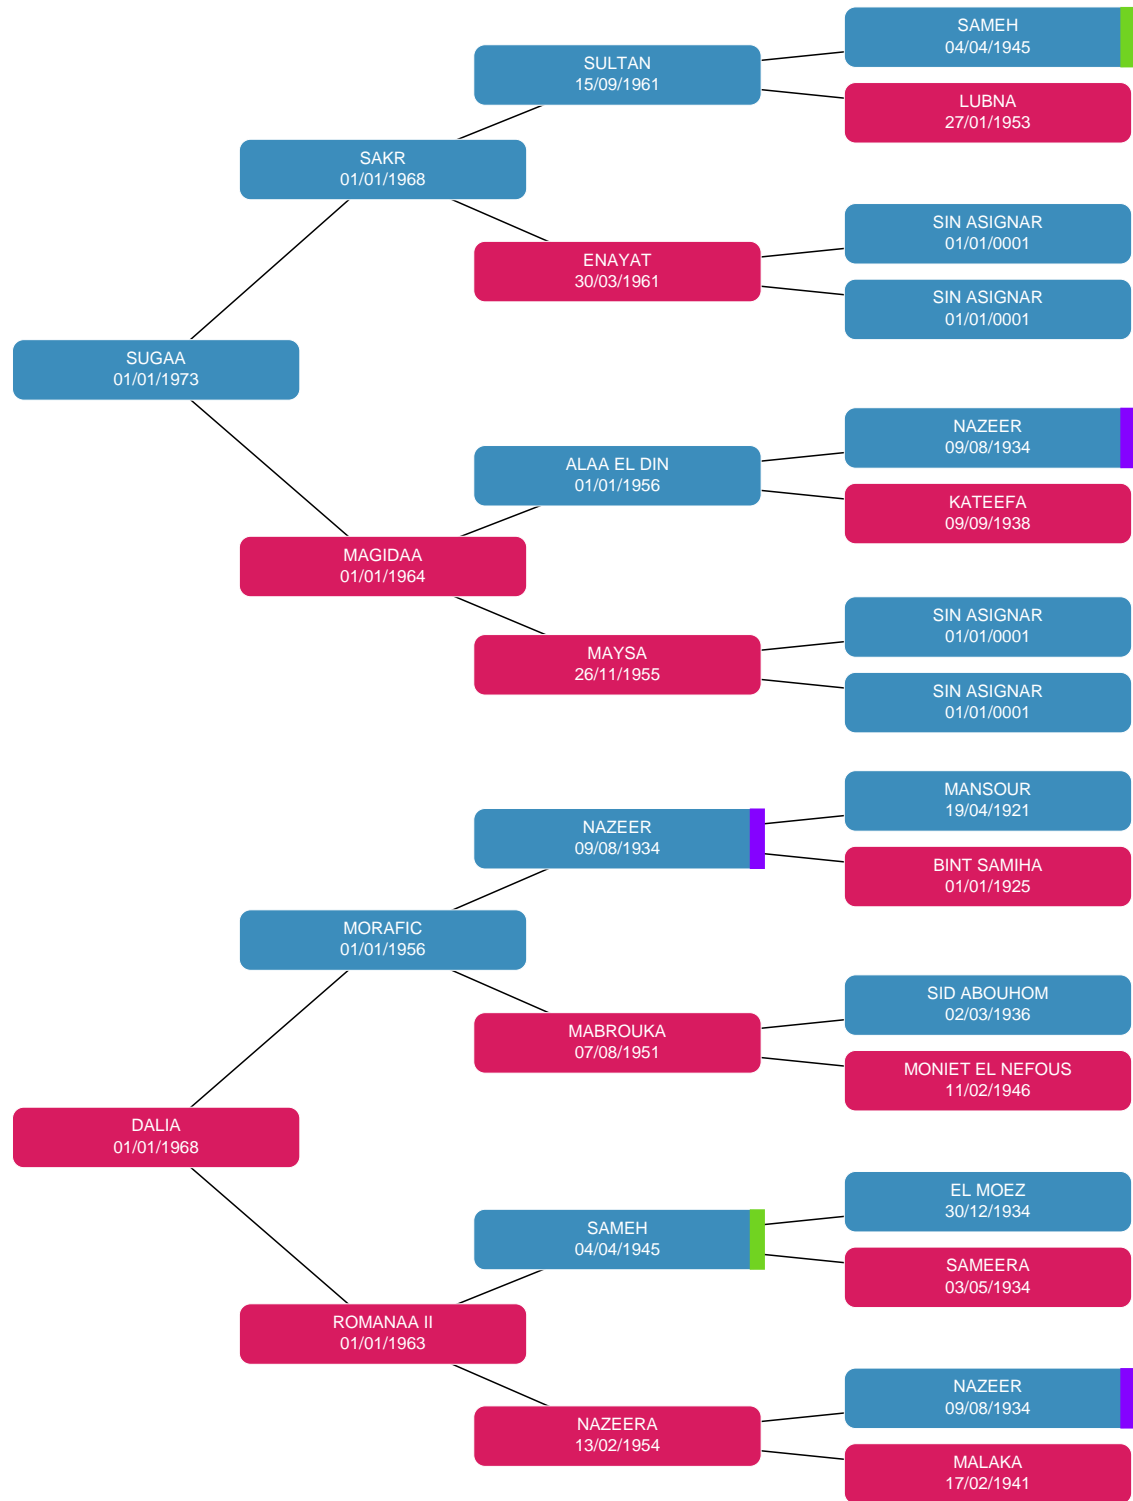 SAMEH
04/04/1945
SULTAN
15/09/1961
LUBNA
27/01/1953
SAKR
01/01/1968
SIN ASIGNAR
01/01/0001
ENAYAT
30/03/1961
SIN ASIGNAR
01/01/0001
SUGAA
01/01/1973
NAZEER
09/08/1934
ALAA EL DIN
01/01/1956
KATEEFA
09/09/1938
MAGIDAA
01/01/1964
SIN ASIGNAR
01/01/0001
MAYSA
26/11/1955
SIN ASIGNAR
01/01/0001
MANSOUR
19/04/1921
NAZEER
09/08/1934
BINT SAMIHA
01/01/1925
MORAFIC
01/01/1956
SID ABOUHOM
02/03/1936
MABROUKA
07/08/1951
MONIET EL NEFOUS
11/02/1946
DALIA
01/01/1968
EL MOEZ
30/12/1934
SAMEH
04/04/1945
SAMEERA
03/05/1934
ROMANAA II
01/01/1963
NAZEER
09/08/1934
NAZEERA
13/02/1954
MALAKA
17/02/1941